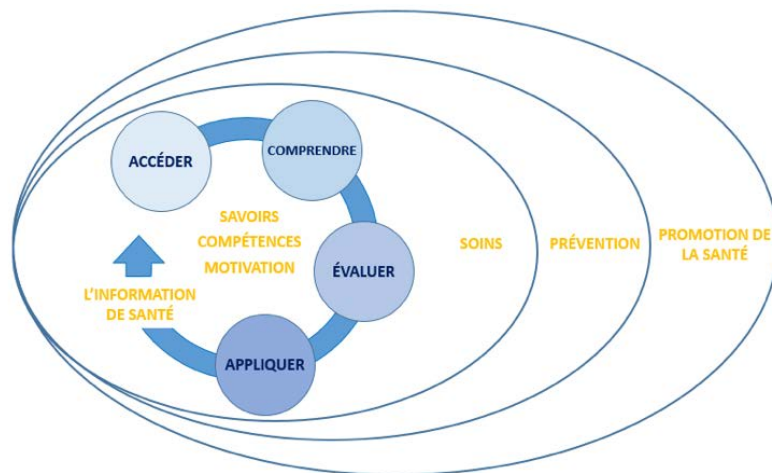 ACCÉDER
COMPRENDRE
SAVOIRS
COMPÉTENCES
MOTIVATION
ÉVALUER
SOINS
PRÉVENTION
PROMOTION DE
LA SANTÉ
L'INFORMATION
DE SANTÉ
APPLIQUER